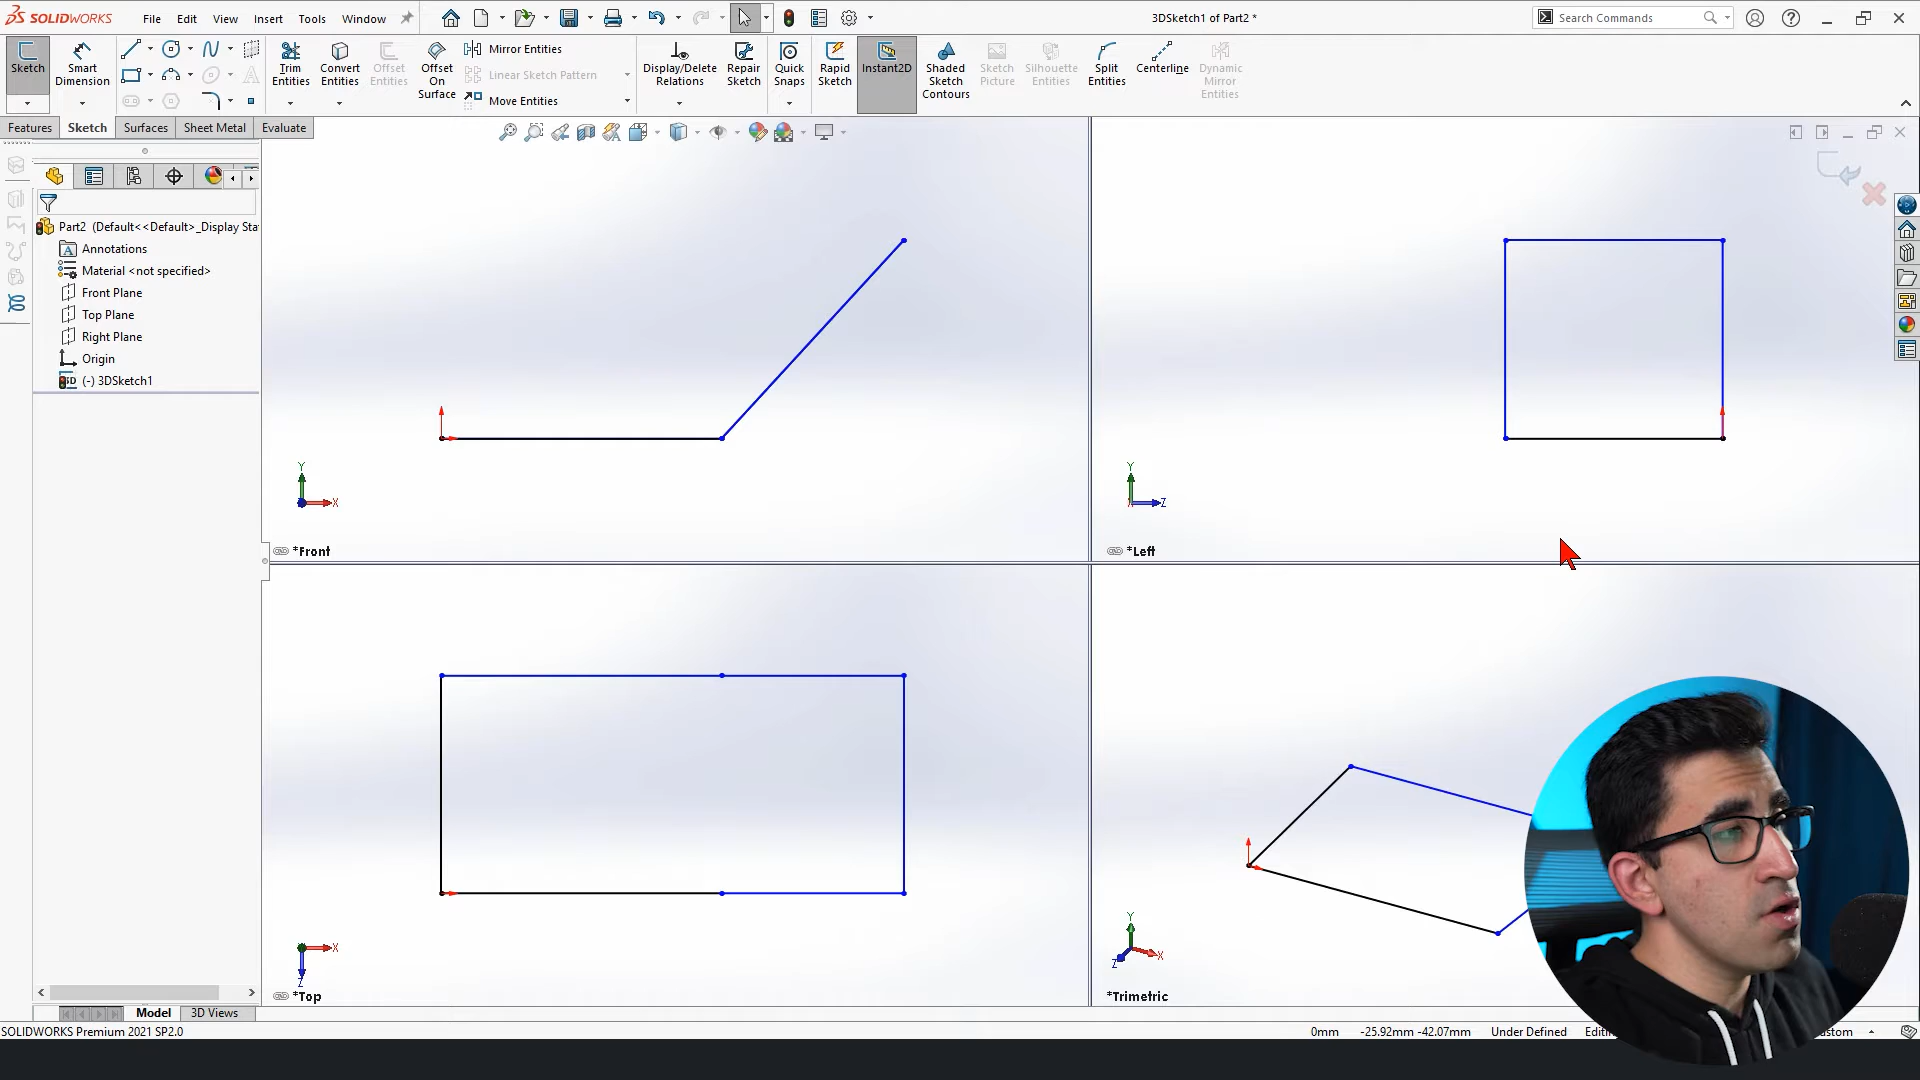 SOLIDWORKS File Edit View Insert Tools Window 3DSketch1 of Part2 * Search Commands
Sketch Smart Dimension Trim Entities Convert Entities Offset Entities Offset On Surface Mirror Entities Linear Sketch Pattern Move Entities Display/Delete Relations Repair Sketch Quick Snaps Rapid Sketch Instant2D Shaded Sketch Contours Sketch Picture Silhouette Entities Split Entities Centerline Dynamic Mirror Entities
Features Sketch Surfaces Sheet Metal Evaluate
Part2 (Default<<Default>_Display Sta
Annotations
Material <not specified>
Front Plane
Top Plane
Right Plane
Origin
(-) 3DSketch1
Y X
*Front
Y Z
*Left
X Z
*Top
Y X Z
*Trimetric
Model 3D Views
SOLIDWORKS Premium 2021 SP2.0 0mm -25.92mm -42.07mm Under Defined